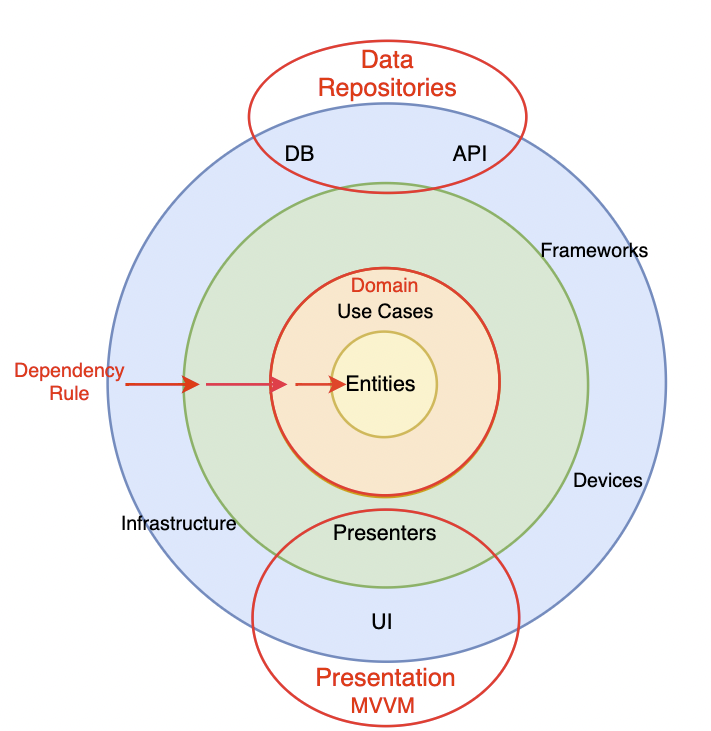 Data
Repositories
DB
API
Frameworks
Domain
Use Cases
Dependency
Rule
Entities
Devices
Infrastructure
Presenters
UI
Presentation
MVVM